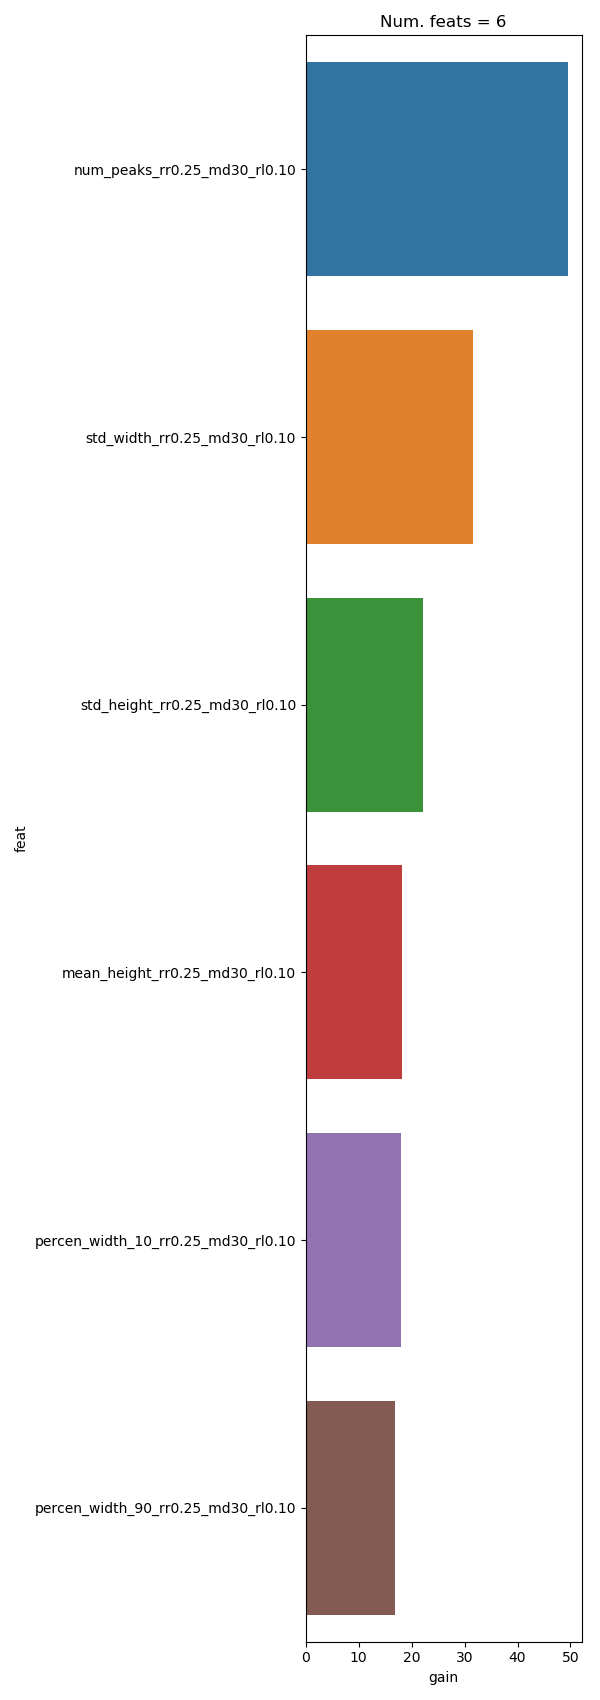 Num. feats = 6
num_peaks_rr0.25_md30_rl0.10
std_width_rr0.25_md30_rl0.10
std_height_rr0.25_md30_rl0.10
feat
mean_height_rr0.25_md30_rl0.10
percen_width_10_rr0.25_md30_rl0.10
percen_width_90_rr0.25_md30_rl0.10
0 10 20 30 40 50
gain